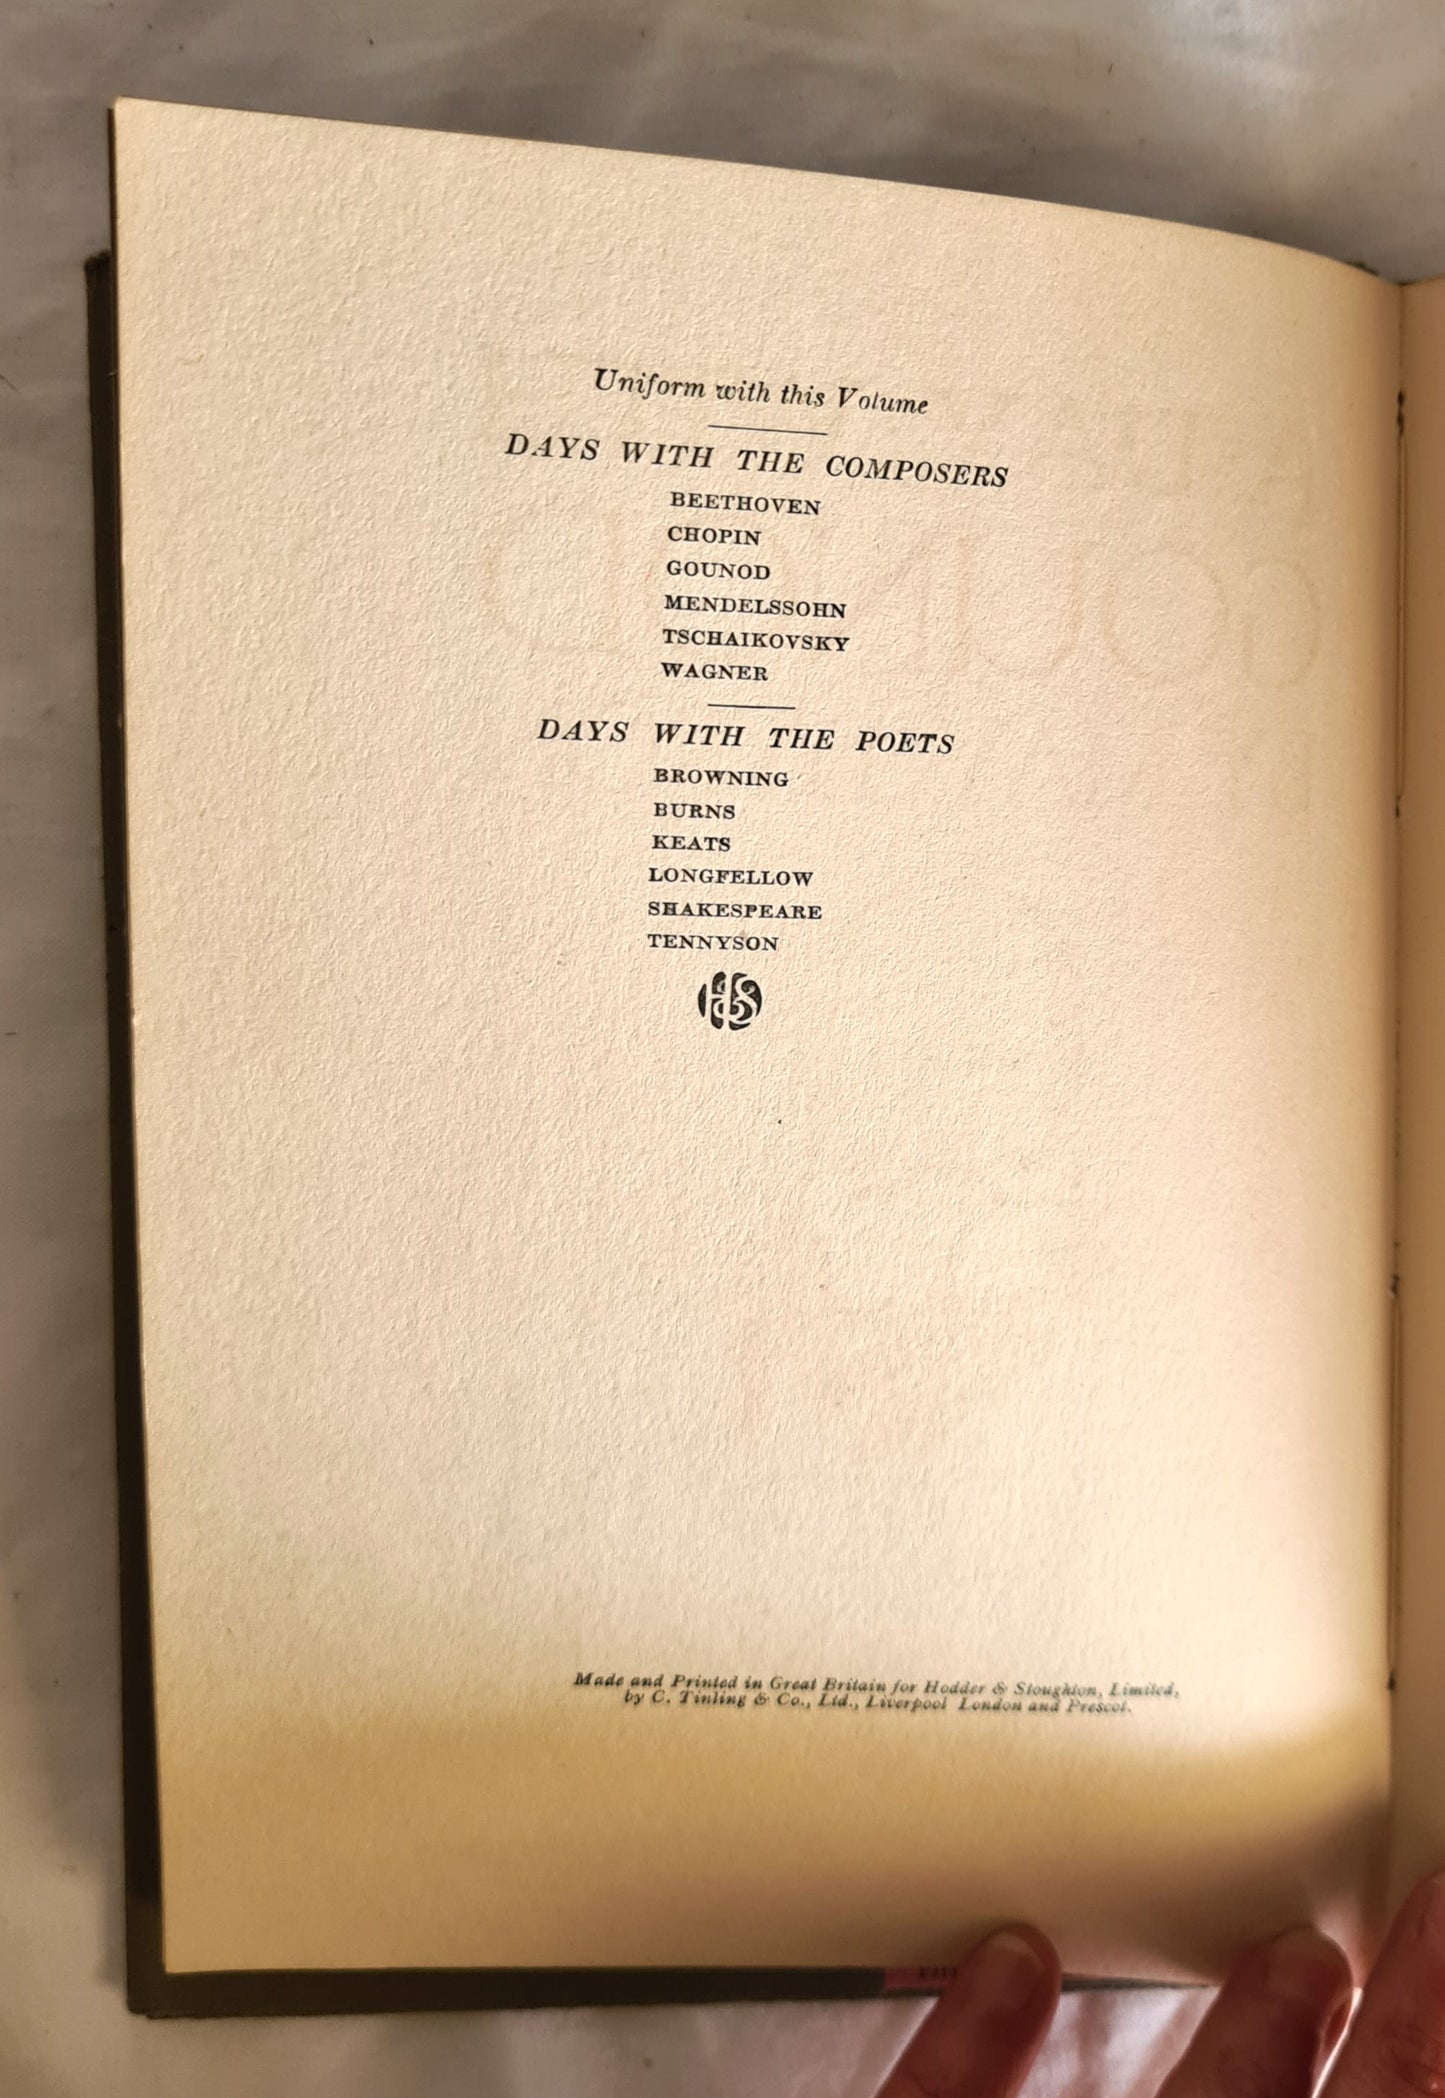 Uniform with this Volume
DAYS WITH THE COMPOSERS
BEETHOVEN
CHOPIN
GOUNOD
MENDELSSOHN
TSCHAIKOVSKY
WAGNER
DAYS WITH THE POETS
BROWNING
BURNS
KEATS
LONGFELLOW
SHAKESPEARE
TENNYSON
H&S
Made and Printed in Great Britain for Hodder & Stoughton, Limited,
by C. Tinling & Co., Ltd., Liverpool London and Prescot.